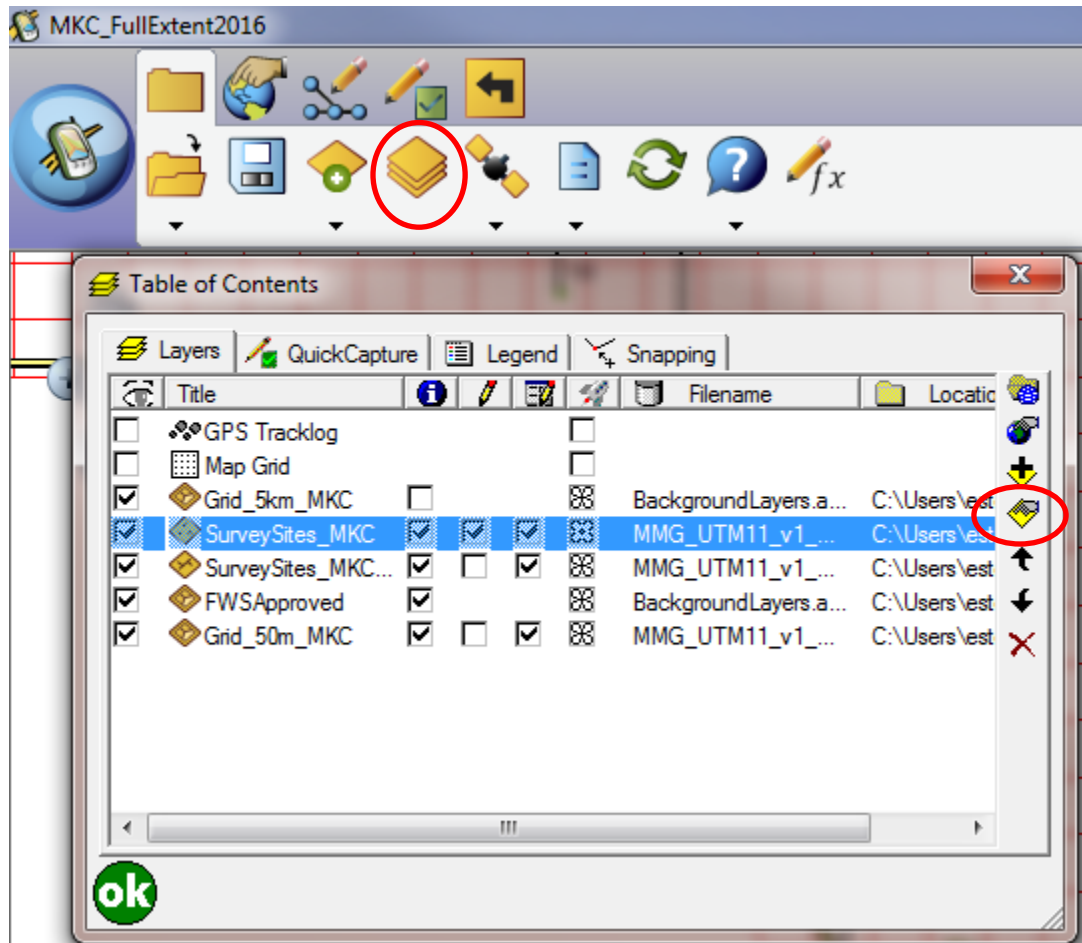 MKC_FullExtent2016
? fx
Table of Contents
X
Layers QuickCapture Legend Snapping
Title i Filename Locatio
GPS Tracklog
Map Grid
Grid_5km_MKC BackgroundLayers.a... C:\Users\est
SurveySites_MKC MMG_UTM11_v1_... C:\Users\est
SurveySites_MKC... MMG_UTM11_v1_... C:\Users\est
FWSApproved BackgroundLayers.a... C:\Users\est
Grid_50m_MKC MMG_UTM11_v1_... C:\Users\est
ok